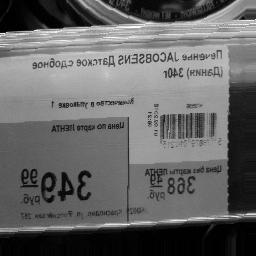 Печенье JACOBSENS Датское сдобное
(Дания) 340г
Количество в упаковке 1
Цена по карте ЛЕНТА
349 99
руб.
Цена без карты ЛЕНТА
368 49
руб.